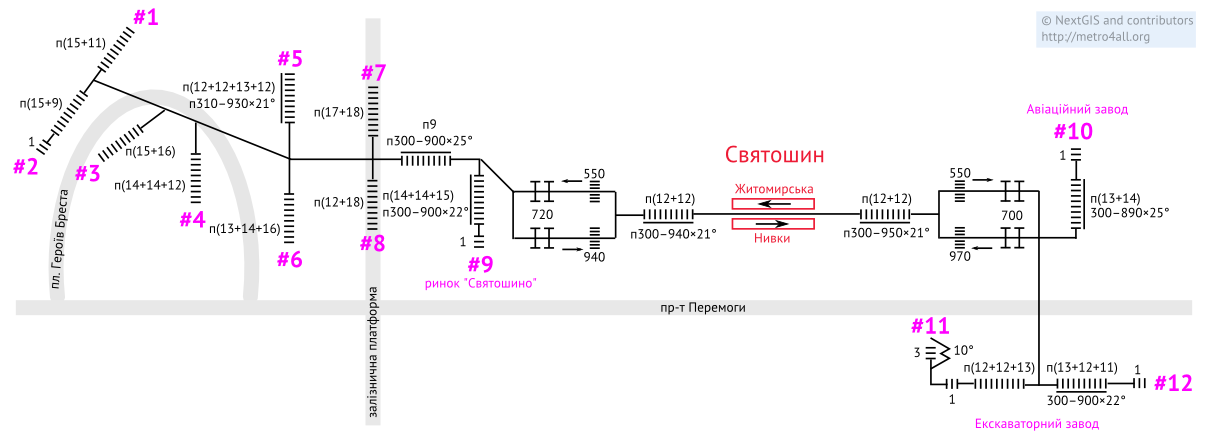 © NextGIS and contributors
http://metro4all.org
#1
п(15+11)
п(15+9)
1
#2
#3
п(15+16)
#4
п(14+14+12)
#5
п(12+12+13+12)
п310–930×21°
п(13+14+16)
#6
#7
п(17+18)
п(12+18)
#8
п9
п300–900×25°
п(14+14+15)
п300–900×22°
1
#9
ринок "Святошино"
720
550
940
п(12+12)
п300–940×21°
Святошин
Житомирська
Нивки
п(12+12)
п300–950×21°
550
700
970
Авіаційний завод
#10
1
п(13+14)
300–890×25°
пл. Героїв Бреста
залізнична платформа
пр-т Перемоги
#11
3
10°
1
п(12+12+13)
п(13+12+11)
300–900×22°
1
#12
Екскаваторний завод